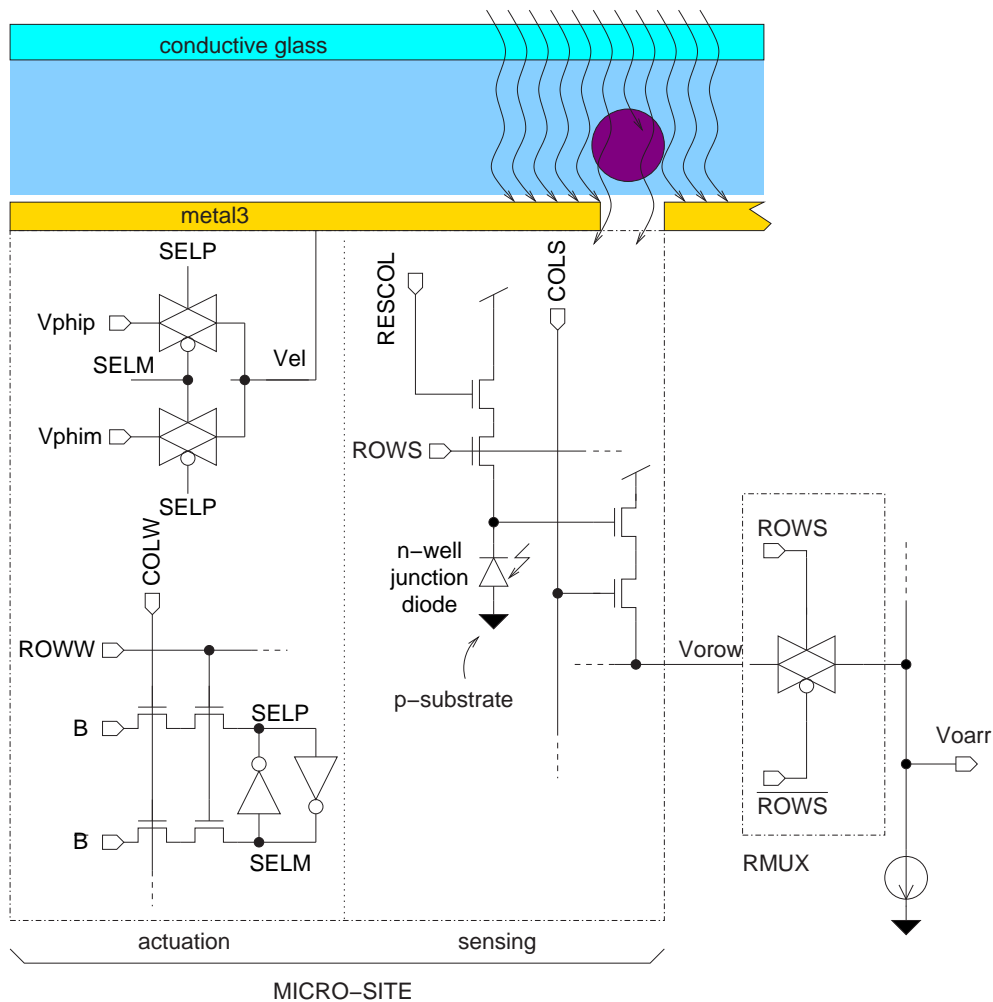 conductive glass
metal3
SELP
Vphip
SELM
Vel
Vphim
SELP
RESCOL
COLS
ROWS
COLW
n-well
junction
diode
ROWS
ROWW
Vorow
p-substrate
SELP
B
Voarr
ROWS
B
SELM
RMUX
actuation
sensing
MICRO-SITE